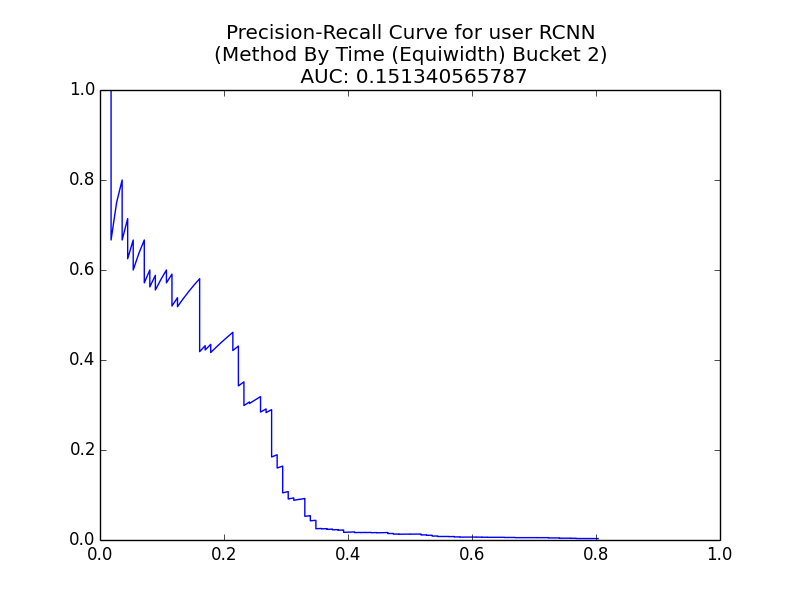 Precision-Recall Curve for user RCNN
(Method By Time (Equiwidth) Bucket 2)
AUC: 0.151340565787
1.0
0.8
0.6
0.4
0.2
0.0
0.0 0.2 0.4 0.6 0.8 1.0